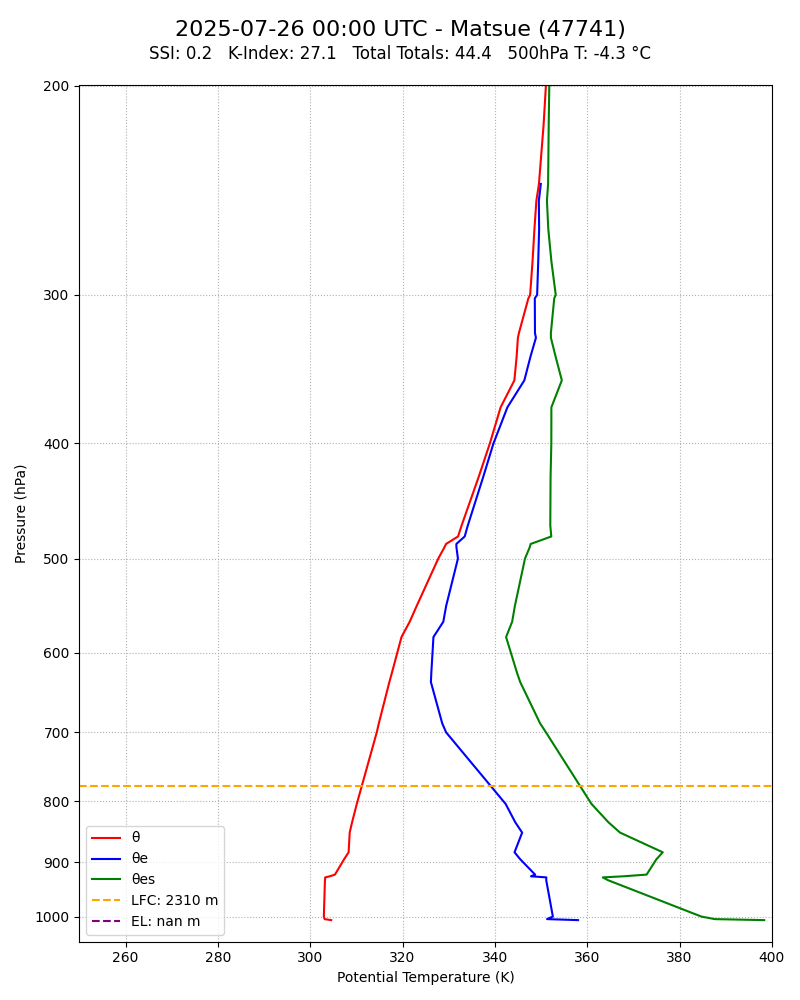 2025-07-26 00:00 UTC - Matsue (47741)
SSI: 0.2   K-Index: 27.1   Total Totals: 44.4   500hPa T: -4.3 °C
200
300
400
500
600
700
800
900
1000
Pressure (hPa)
θ
θe
θes
LFC: 2310 m
EL: nan m
260 280 300 320 340 360 380 400
Potential Temperature (K)